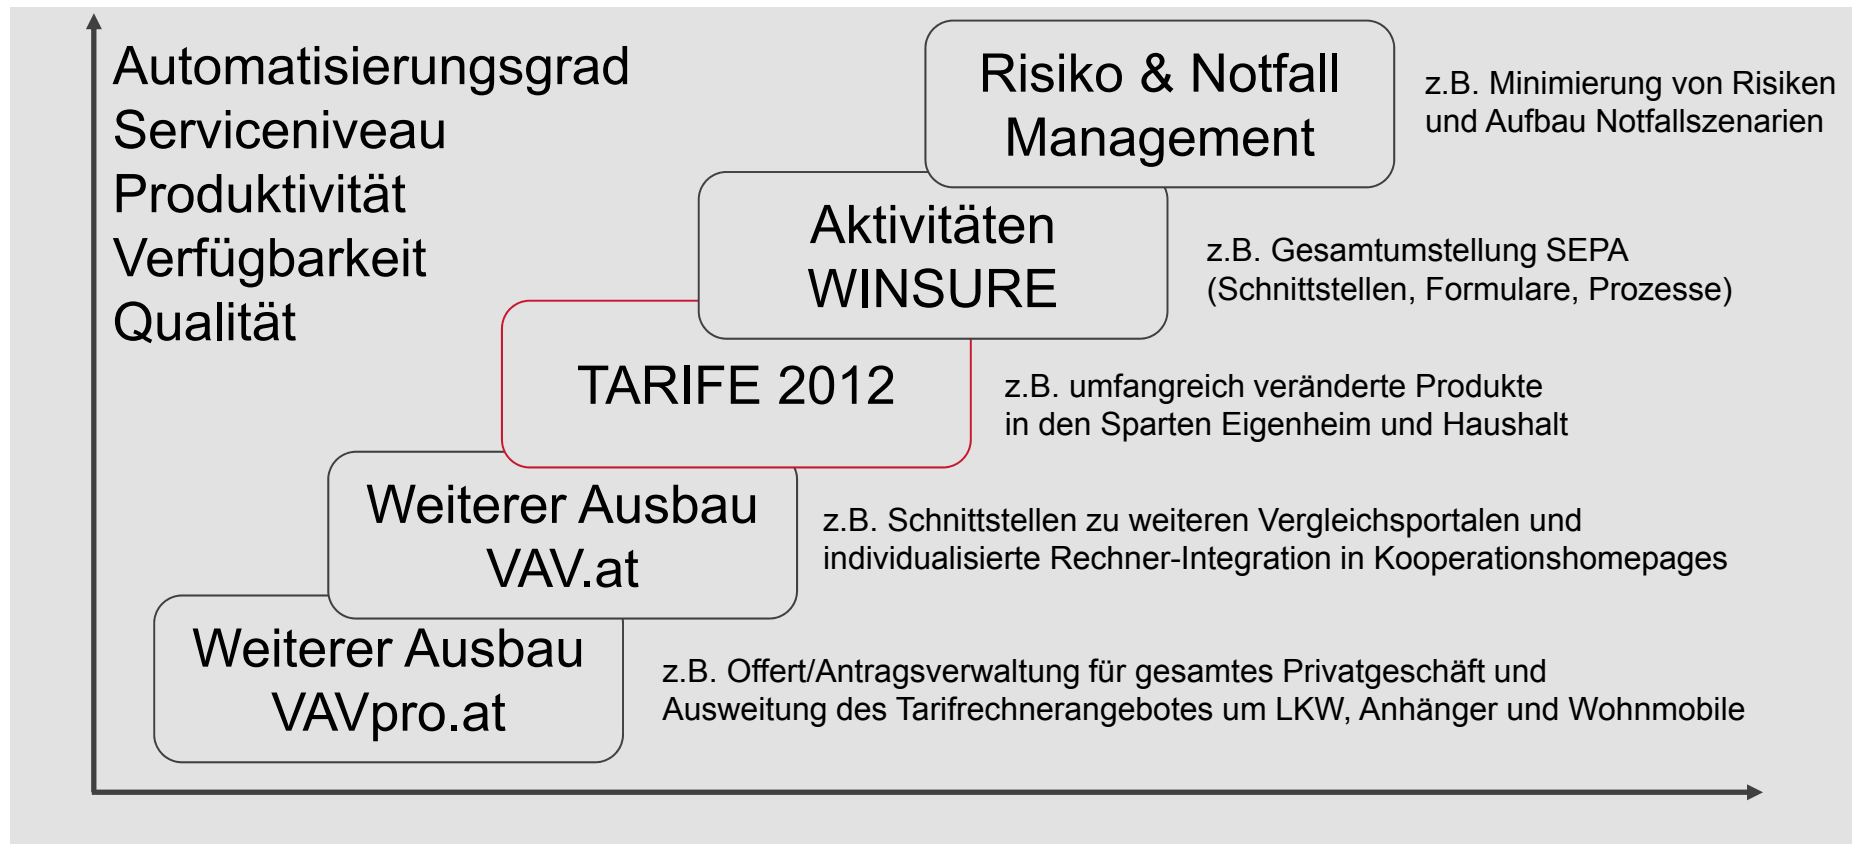 Automatisierungsgrad
Serviceniveau
Produktivität
Verfügbarkeit
Qualität
Risiko & Notfall
Management
z.B. Minimierung von Risiken
und Aufbau Notfallszenarien
Aktivitäten
WINSURE
z.B. Gesamtumstellung SEPA
(Schnittstellen, Formulare, Prozesse)
TARIFE 2012
z.B. umfangreich veränderte Produkte
in den Sparten Eigenheim und Haushalt
Weiterer Ausbau
VAV.at
z.B. Schnittstellen zu weiteren Vergleichsportalen und
individualisierte Rechner-Integration in Kooperationshomepages
Weiterer Ausbau
VAVpro.at
z.B. Offert/Antragsverwaltung für gesamtes Privatgeschäft und
Ausweitung des Tarifrechnerangebotes um LKW, Anhänger und Wohnmobile